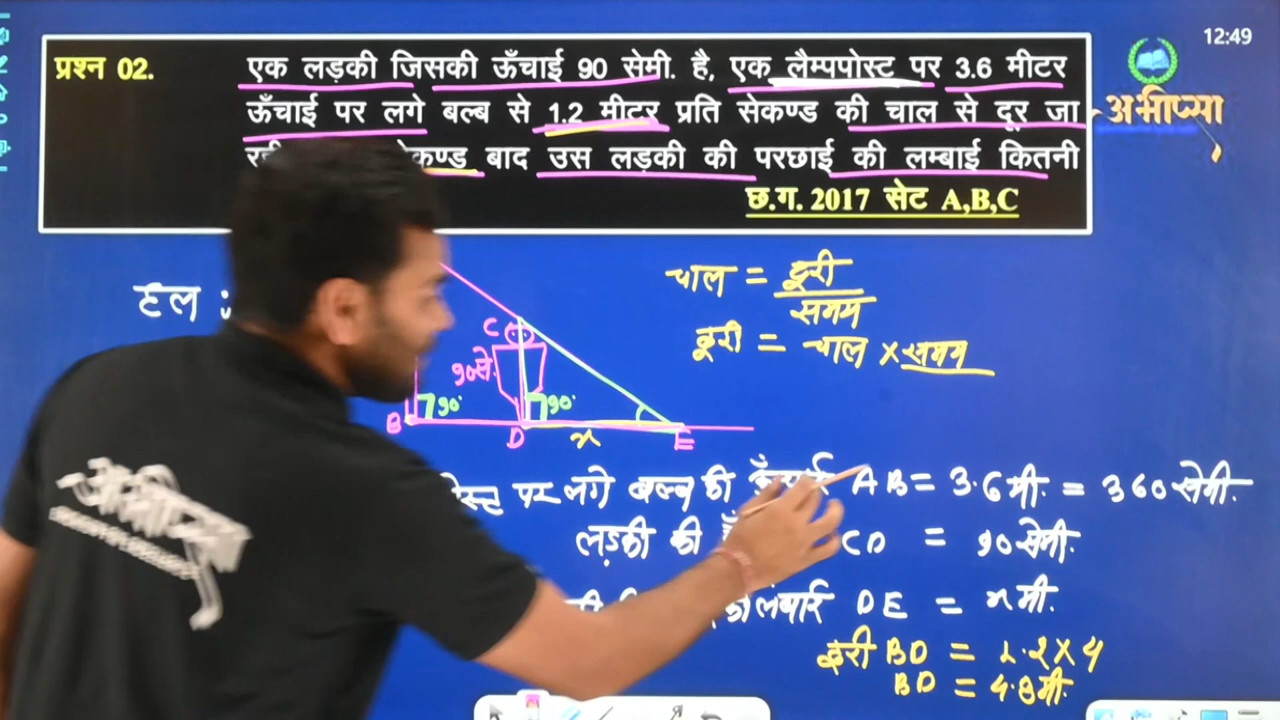 12:49
प्रश्न 02.
एक लड़की जिसकी ऊँचाई 90 सेमी. है, एक लैम्पपोस्ट पर 3.6 मीटर
ऊँचाई पर लगे बल्ब से 1.2 मीटर प्रति सेकण्ड की चाल से दूर जा
बाद उस लड़की की परछाई की लम्बाई कितनी
छ.ग. 2017 सेट A,B,C
अभीप्सा
हल :
चाल = दूरी
समय
दूरी = चाल × समय
C
90से.
90°
90°
B
D
x
E
पर लगे बल्ब की ऊँचाई AB = 3.6 मी. = 360 सेमी.
लड़की की CD = 90 सेमी.
लंबाई DE = x मी.
दूरी BD = 1.2 × 4
BD = 4.8 मी.